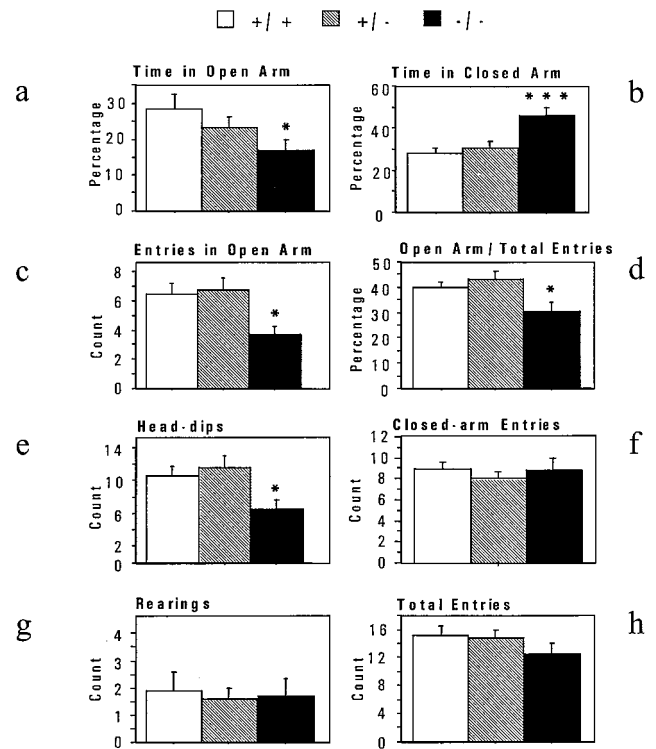 +/+ +/- -/-
a
Time in Open Arm
Percentage
30
20
10
0
*
Time in Closed Arm
b
Percentage
60
40
20
0
***
c
Entries in Open Arm
Count
8
6
4
2
0
*
Open Arm/Total Entries
d
Percentage
50
40
30
20
10
0
*
e
Head-dips
Count
14
10
6
2
0
*
Closed-arm Entries
f
Count
12
10
8
6
4
2
0
g
Rearings
Count
4
3
2
1
0
Total Entries
h
Count
16
12
8
4
0